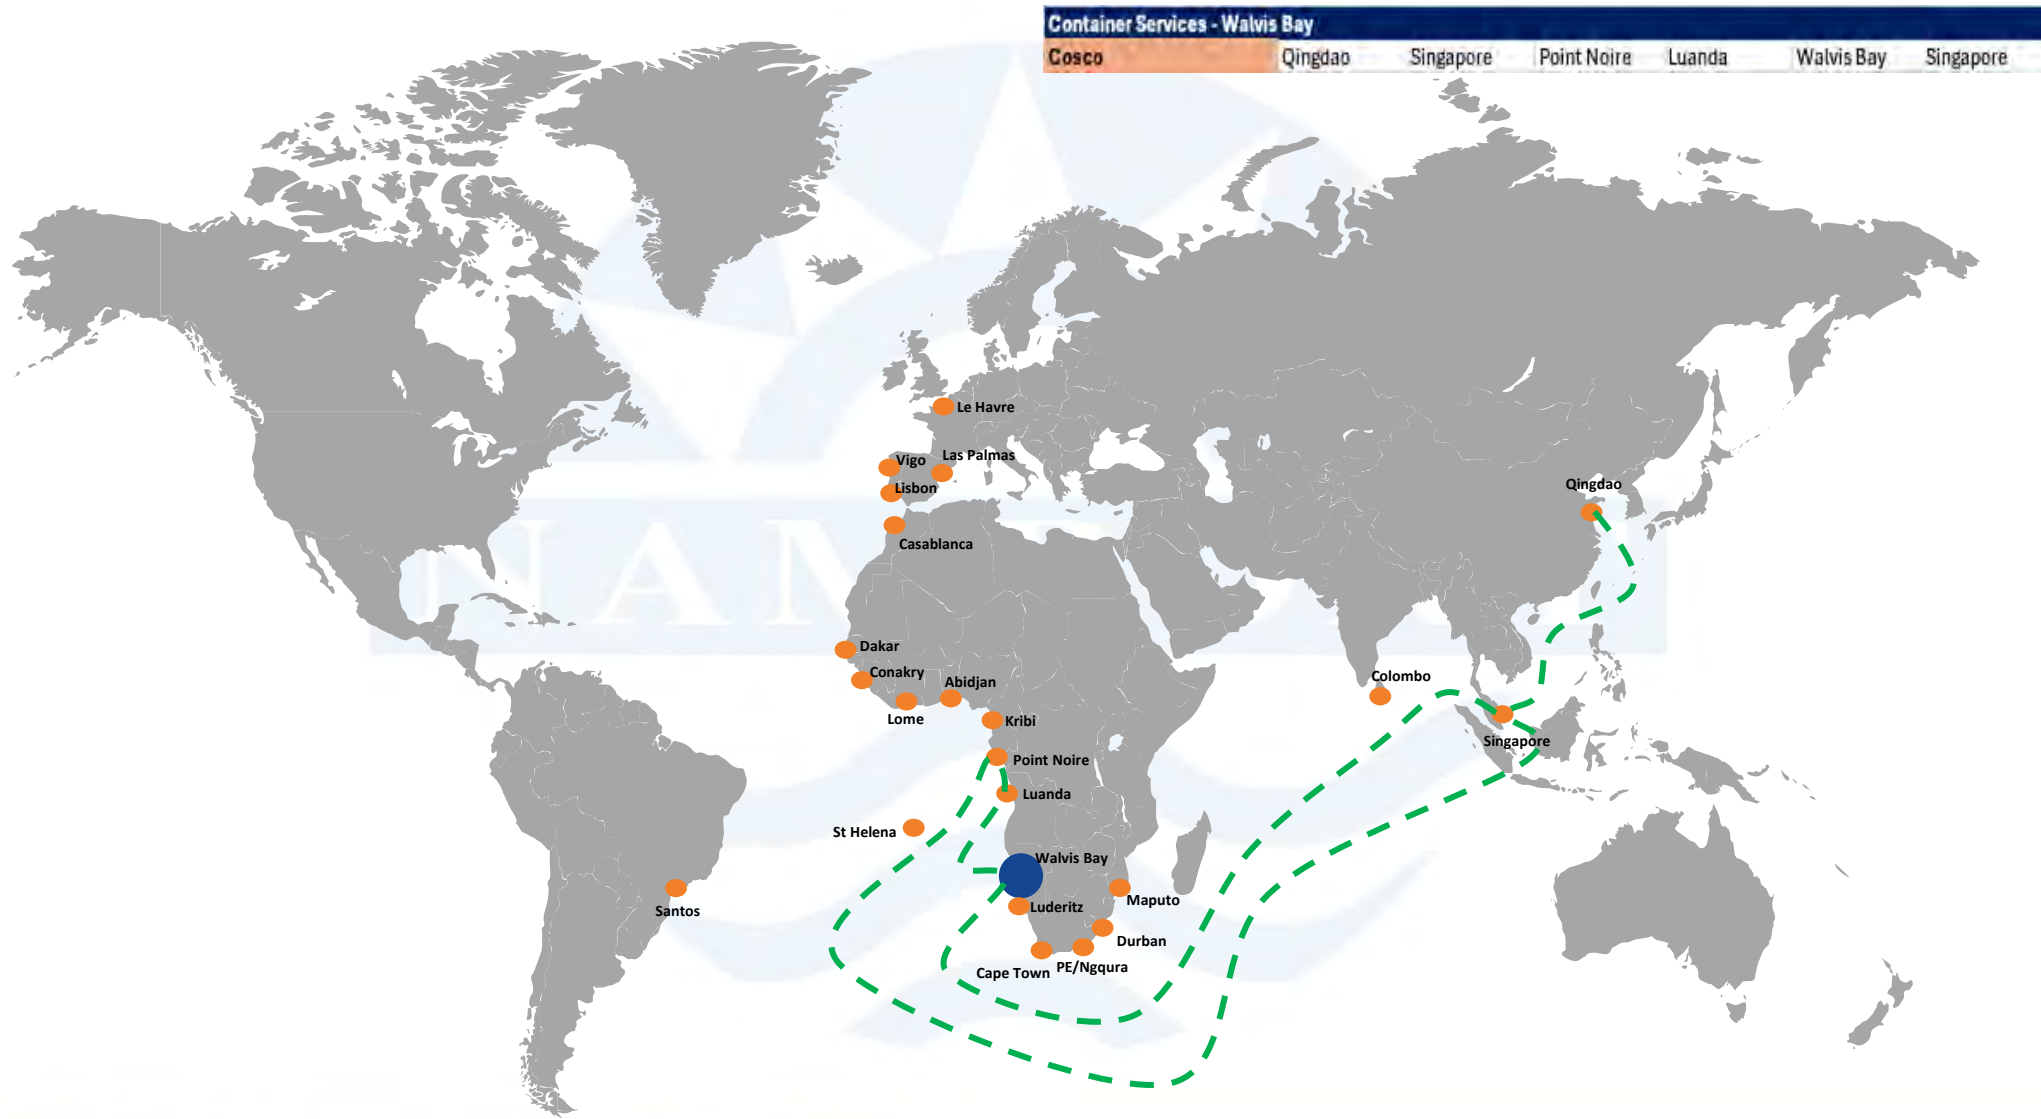 Container Services - Walvis Bay
Cosco Qingdao Singapore Point Noire Luanda Walvis Bay Singapore
Le Havre
Vigo
Las Palmas
Lisbon
Qingdao
Casablanca
Dakar
Conakry
Abidjan
Colombo
Lome
Kribi
Singapore
Point Noire
Luanda
St Helena
Walvis Bay
Maputo
Luderitz
Santos
Durban
Cape Town
PE/Ngqura